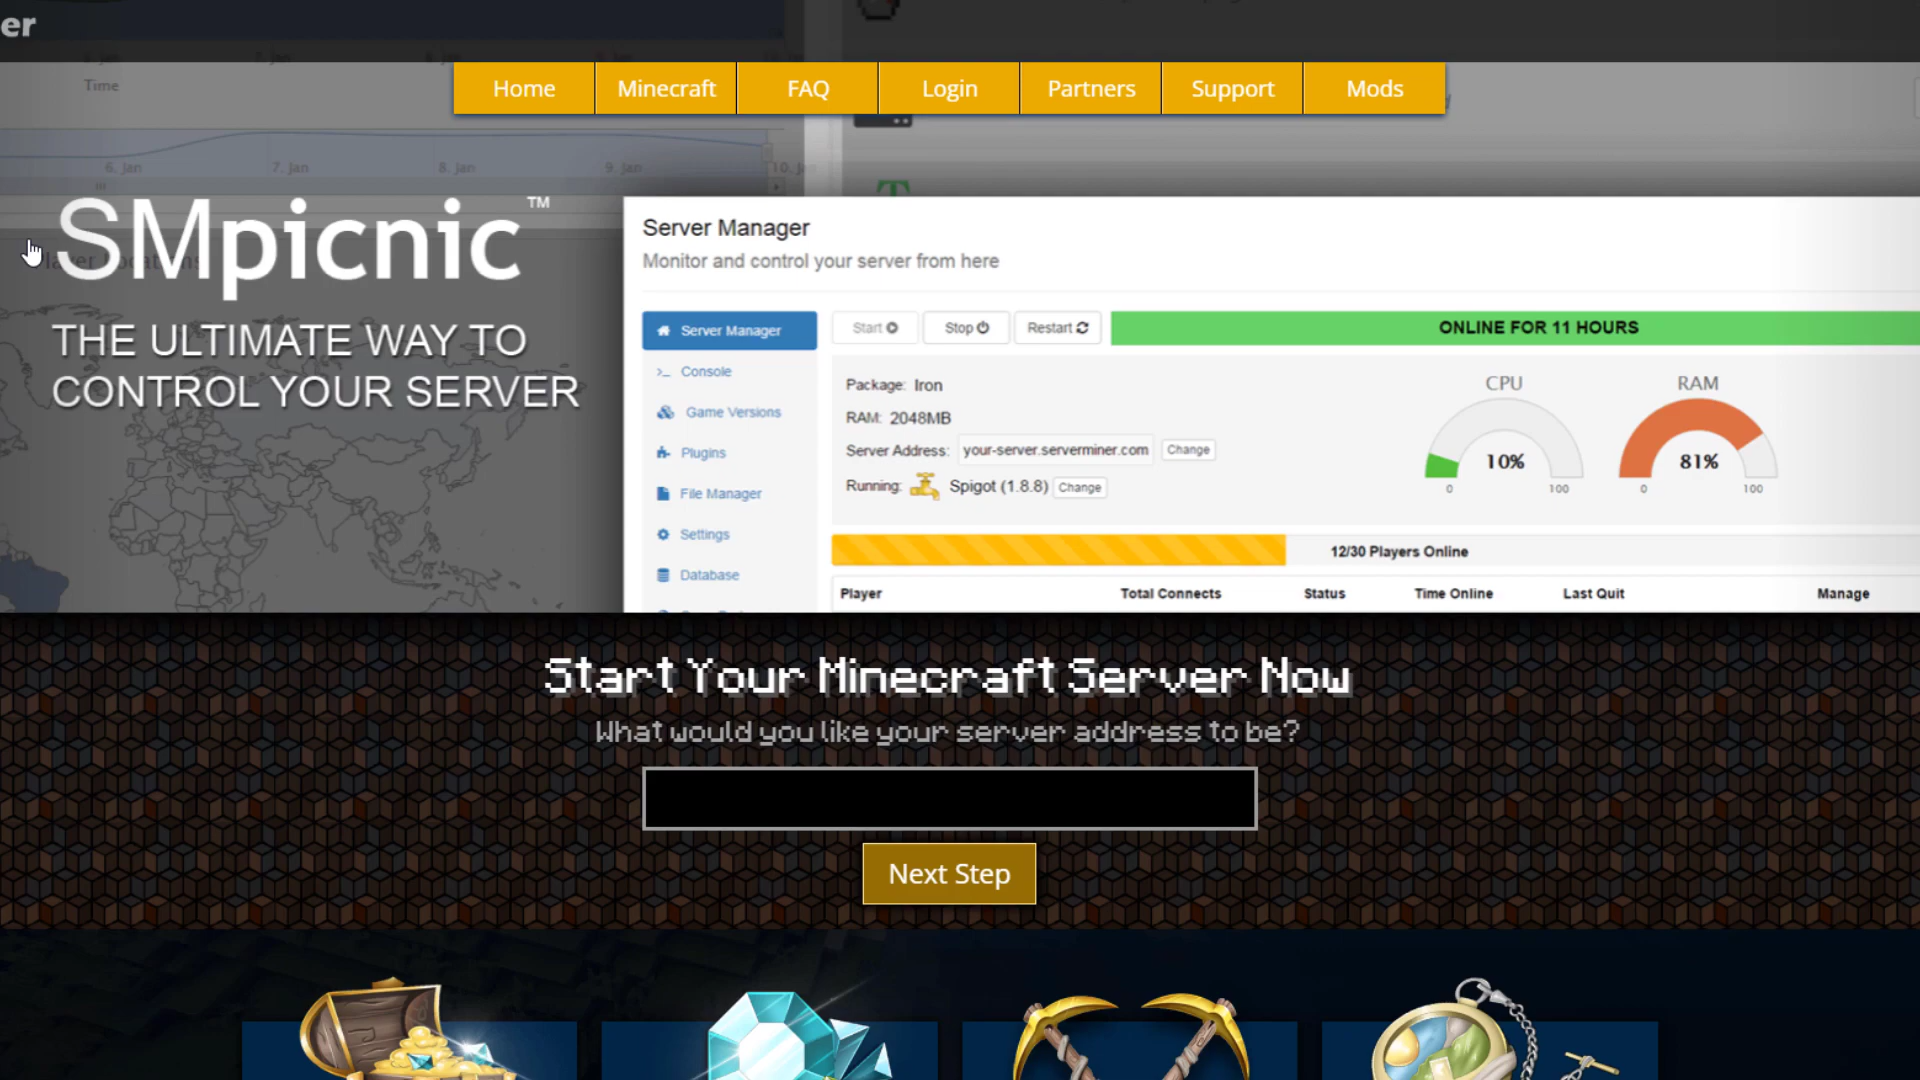 er
Home Minecraft FAQ Login Partners Support Mods
Time
6. Jan 7. Jan 8. Jan 9. Jan 10. J
SMpicnic™
THE ULTIMATE WAY TO
CONTROL YOUR SERVER
Server Manager
Monitor and control your server from here
Server Manager
Console
Game Versions
Plugins
File Manager
Settings
Database
Start Stop Restart
ONLINE FOR 11 HOURS
Package: Iron
RAM: 2048MB
Server Address: your-server.serverminer.com Change
Running: Spigot (1.8.8) Change
CPU
10%
0 100
RAM
81%
0 100
12/30 Players Online
Player Total Connects Status Time Online Last Quit Manage
Start Your Minecraft Server Now
What would you like your server address to be?
Next Step